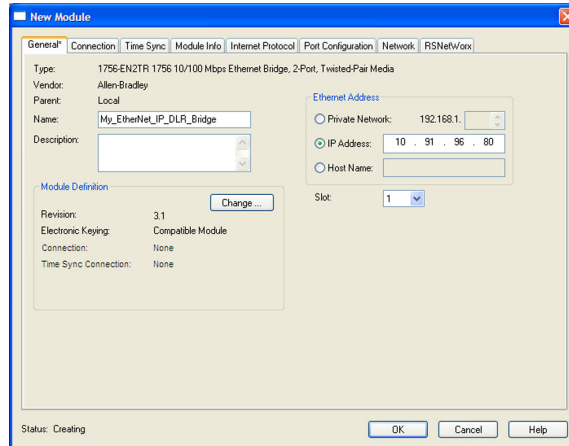 New Module
General* Connection Time Sync Module Info Internet Protocol Port Configuration Network RSNetWorx
Type: 1756-EN2TR 1756 10/100 Mbps Ethernet Bridge, 2-Port, Twisted-Pair Media
Vendor: Allen-Bradley
Parent: Local
Name: My_EtherNet_IP_DLR_Bridge
Description:
Ethernet Address
Private Network: 192.168.1.
IP Address: 10 . 91 . 96 . 80
Host Name:
Slot: 1
Module Definition
Change ...
Revision: 3.1
Electronic Keying: Compatible Module
Connection: None
Time Sync Connection: None
Status: Creating
OK Cancel Help